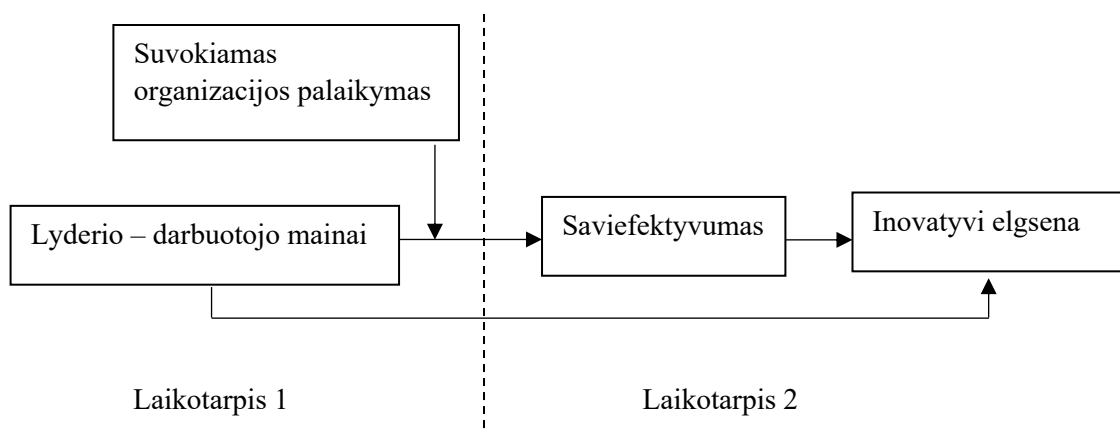 Suvokiamas
organizacijos palaikymas
Lyderio – darbuotojo mainai
Saviefektyvumas
Inovatyvi elgsena
Laikotarpis 1
Laikotarpis 2